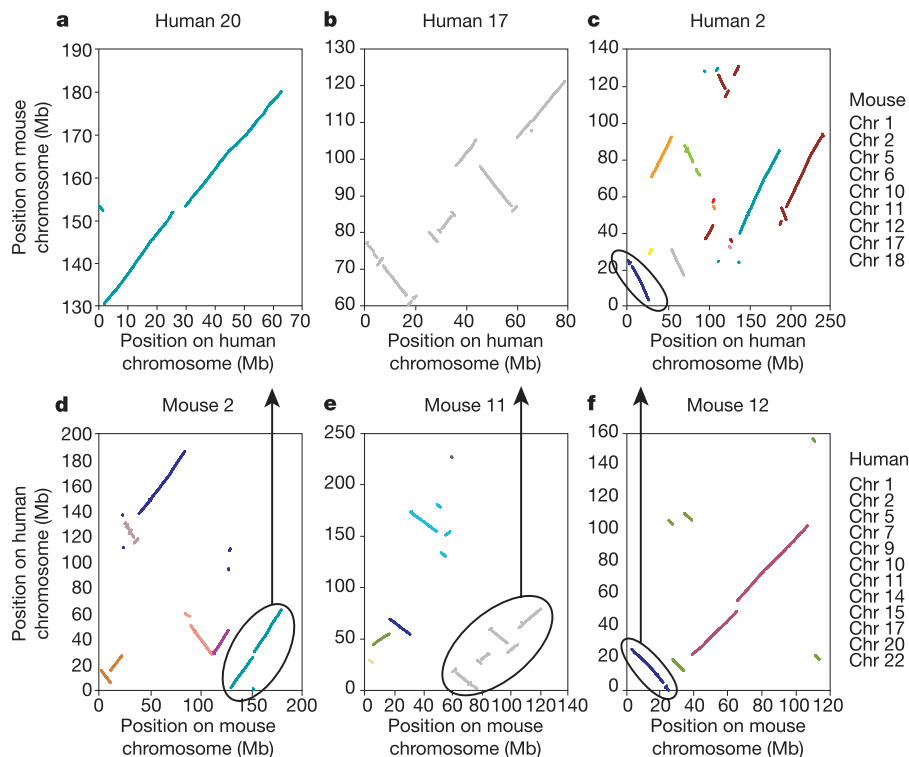 a Human 20
b Human 17
c Human 2
Position on mouse
chromosome (Mb)
190
180
170
160
150
140
130
0 10 20 30 40 50 60 70
Position on human
chromosome (Mb)
130
120
110
100
90
80
70
60
0 20 40 60 80
Position on human
chromosome (Mb)
140
120
100
80
60
40
20
0
0 50 100 150 200 250
Position on human
chromosome (Mb)
Mouse
Chr 1
Chr 2
Chr 5
Chr 6
Chr 10
Chr 11
Chr 12
Chr 17
Chr 18
d Mouse 2
e Mouse 11
f Mouse 12
Position on human
chromosome (Mb)
200
180
160
140
120
100
80
60
40
20
0
0 50 100 150 200
Position on mouse
chromosome (Mb)
250
200
150
100
50
0
0 20 40 60 80 100 120 140
Position on mouse
chromosome (Mb)
160
140
120
100
80
60
40
20
0
0 20 40 60 80 100 120
Position on mouse
chromosome (Mb)
Human
Chr 1
Chr 2
Chr 5
Chr 7
Chr 9
Chr 10
Chr 11
Chr 14
Chr 15
Chr 17
Chr 20
Chr 22